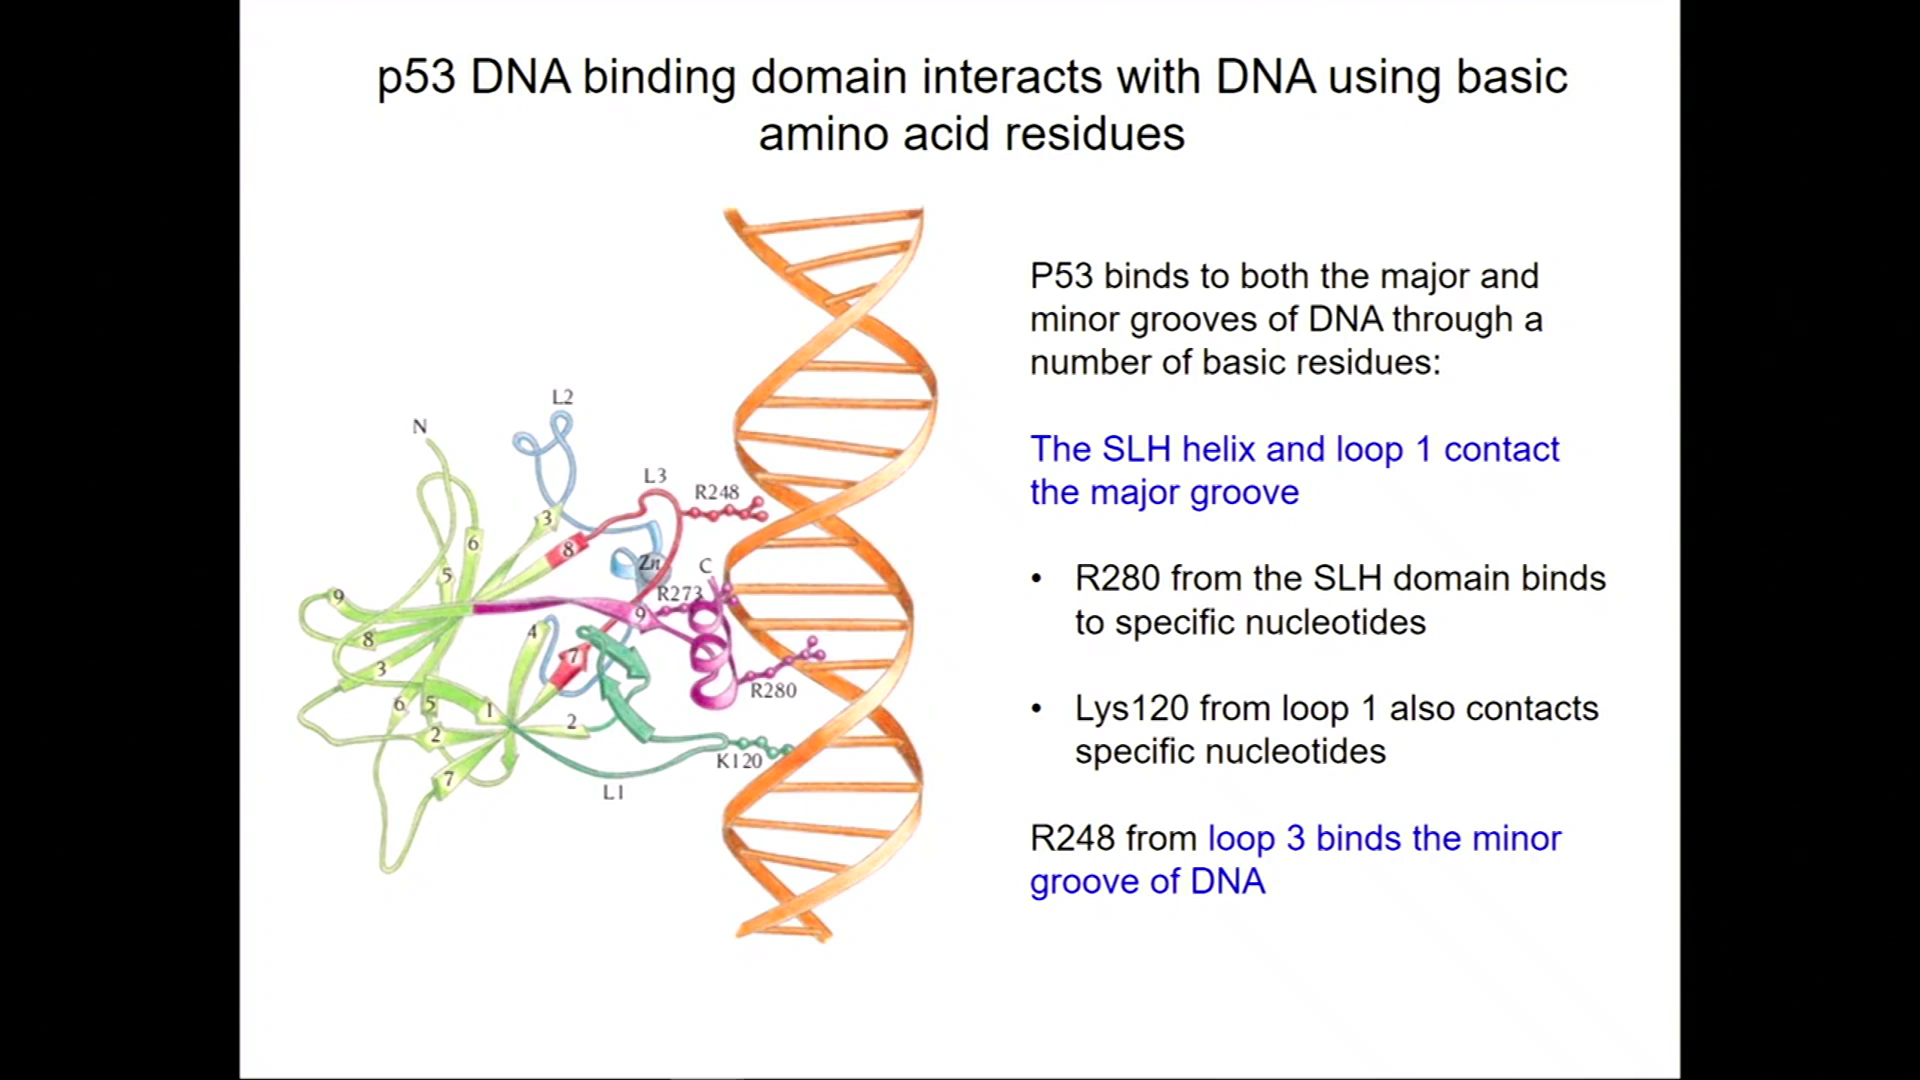 p53 DNA binding domain interacts with DNA using basic
amino acid residues
P53 binds to both the major and
minor grooves of DNA through a
number of basic residues:
The SLH helix and loop 1 contact
the major groove
• R280 from the SLH domain binds
to specific nucleotides
• Lys120 from loop 1 also contacts
specific nucleotides
R248 from loop 3 binds the minor
groove of DNA
L2
N
L3
R248
3
6
8
Zn
C
5
R273
9
9
4
8
7
3
R280
6
5
1
2
2
K120
7
L1